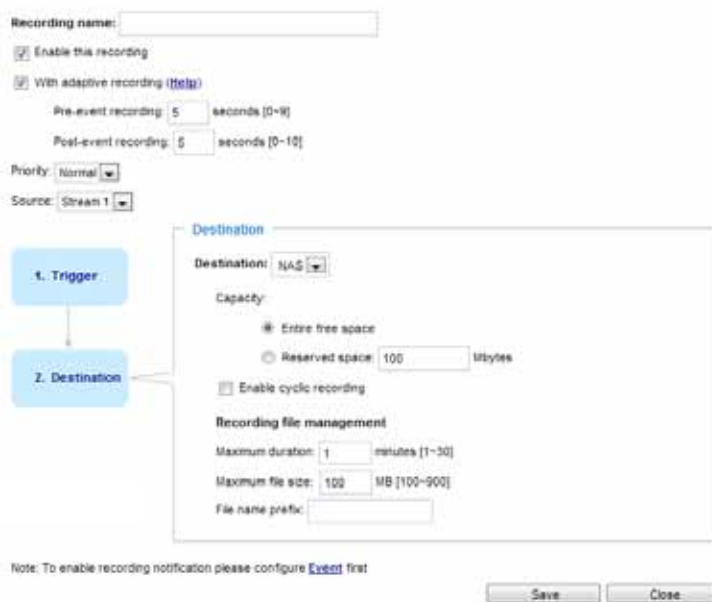 Recording name:
Enable this recording
With adaptive recording (Help)
Pre-event recording: 5 seconds [0~9]
Post-event recording: 5 seconds [0~10]
Priority: Normal
Source: Stream 1
1. Trigger
2. Destination
Destination
Destination: NAS
Capacity:
Entire free space
Reserved space: 100 Mbytes
Enable cyclic recording
Recording file management
Maximum duration: 1 minutes [1~30]
Maximum file size: 100 MB [100~900]
File name prefix:
Note: To enable recording notification please configure Event first
Save Close